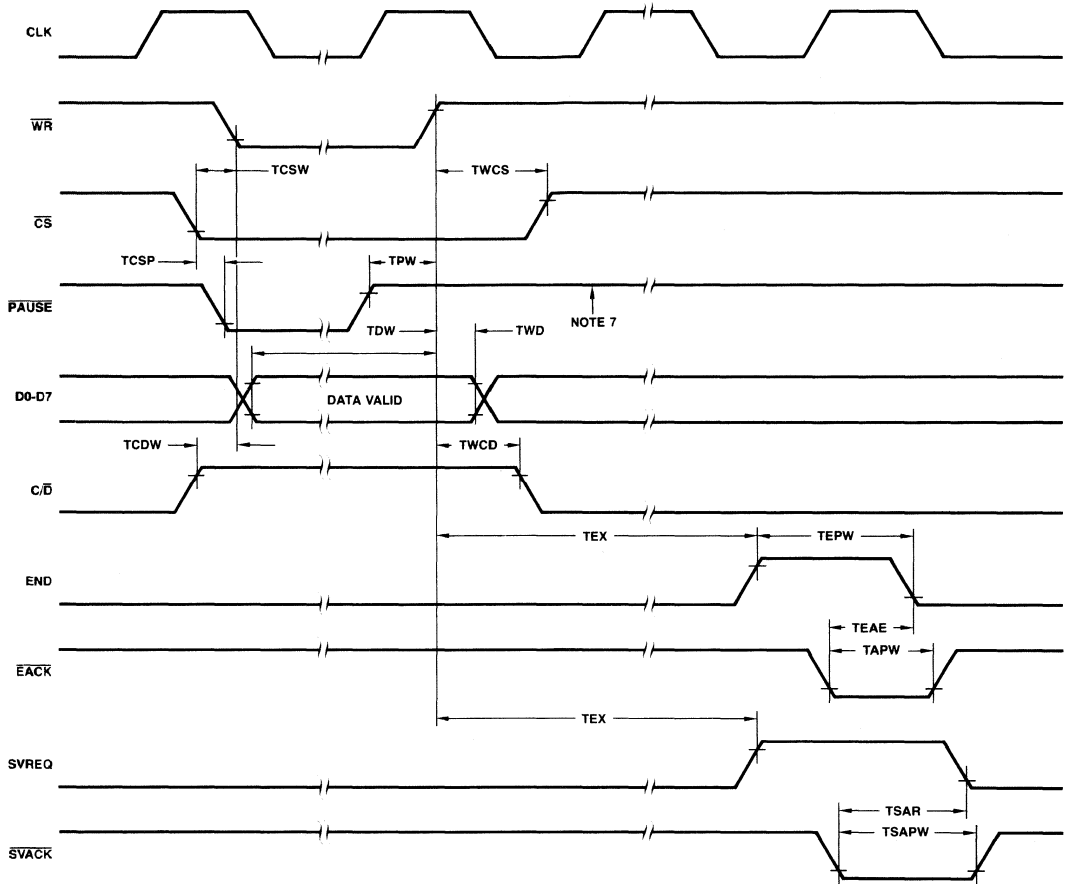 CLK
WR
TCSW
TWCS
CS
TCSP
TPW
PAUSE
NOTE 7
TDW
TWD
D0-D7
DATA VALID
TCDW
TWCD
C/D
TEX
TEPW
END
TEAE
TAPW
EACK
TEX
SVREQ
TSAR
TSAPW
SVACK